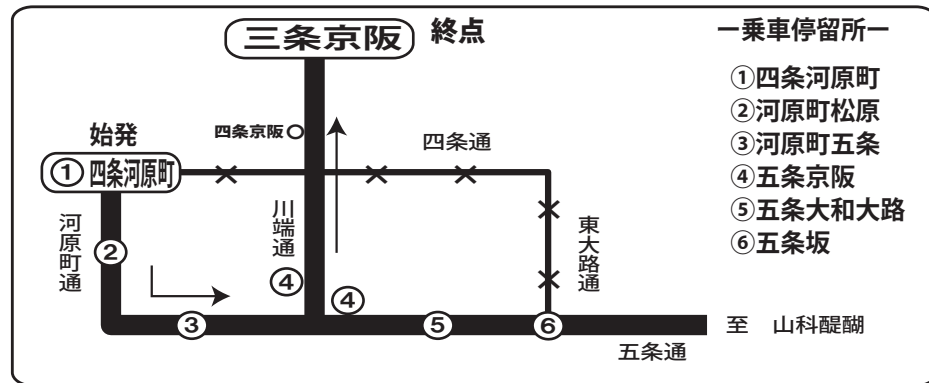 三条京阪 終点
ー乗車停留所ー
①四条河原町
②河原町松原
③河原町五条
④五条京阪
⑤五条大和大路
⑥五条坂
四条京阪
四条通
始発
①四条河原町
河原町通
②
川端通
④
④
東大路通
③
⑤
⑥
至 山科醍醐
五条通